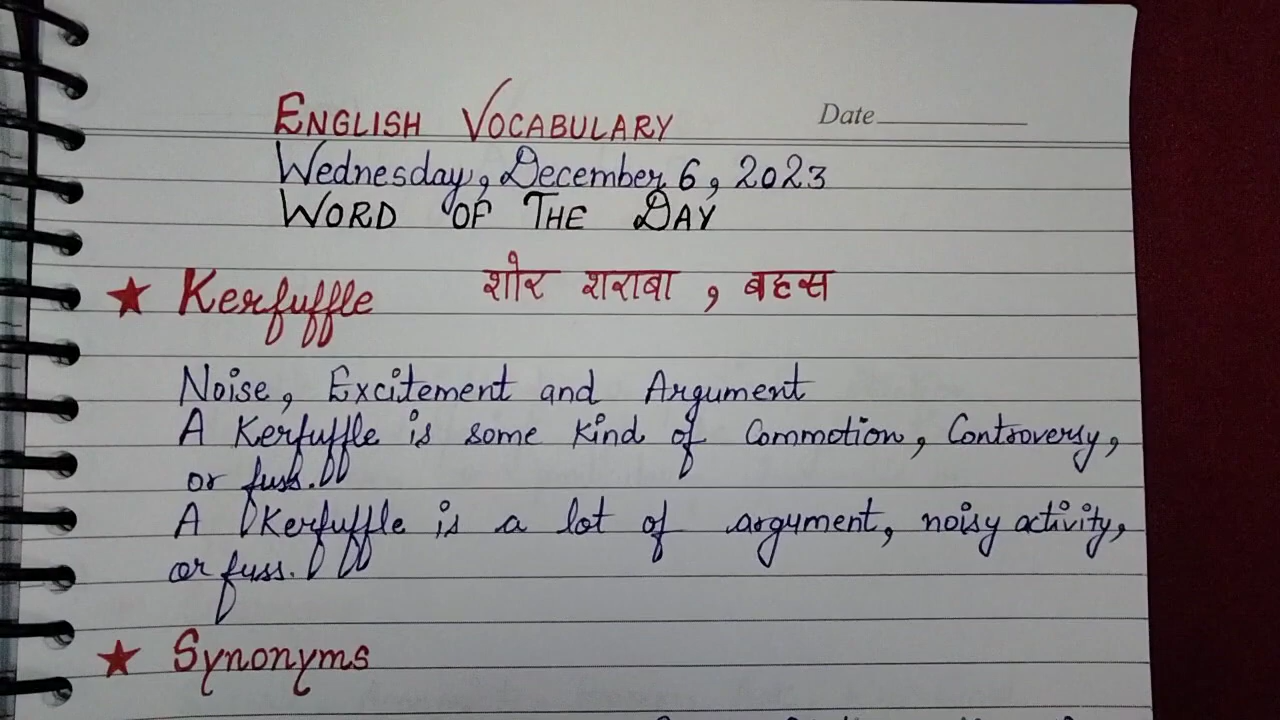 ENGLISH VOCABULARY
Date
Wednesday, December 6, 2023
WORD OF THE DAY
★ Kerfuffle शोर शराबा, बहस
Noise, Excitement and Argument
A Kerfuffle is some kind of Commotion, Controversy,
or fuss.
A Kerfuffle is a lot of argument, noisy activity,
or fuss.
★ Synonyms